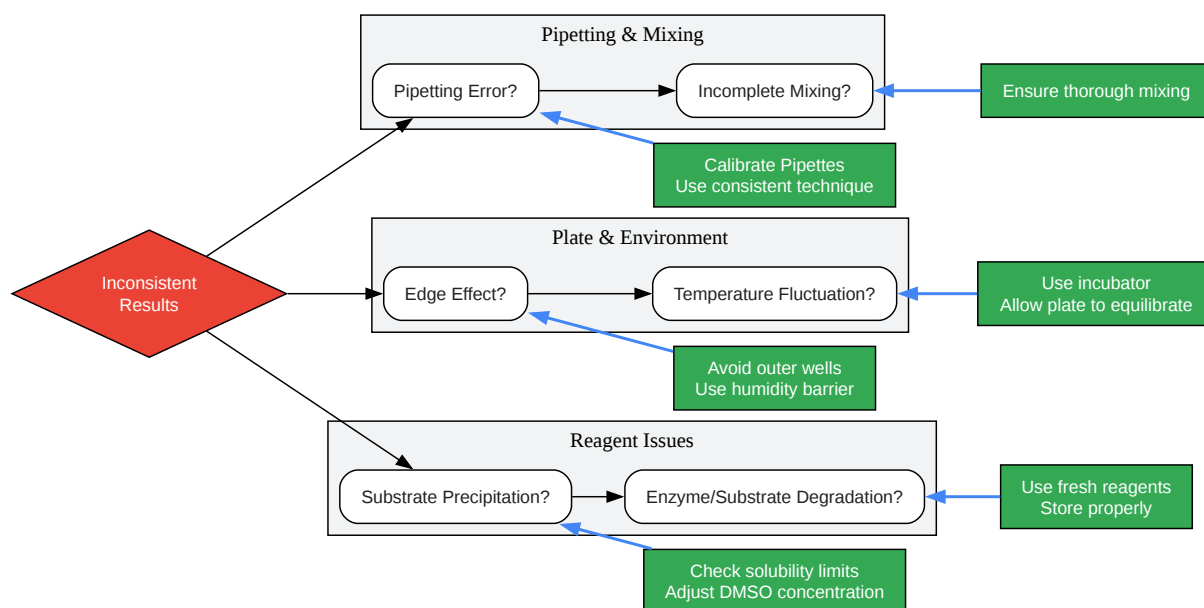 Pipetting & Mixing
Pipetting Error?
Incomplete Mixing?
Ensure thorough mixing
Calibrate Pipettes
Use consistent technique
Inconsistent
Results
Plate & Environment
Edge Effect?
Temperature Fluctuation?
Use incubator
Allow plate to equilibrate
Avoid outer wells
Use humidity barrier
Reagent Issues
Substrate Precipitation?
Enzyme/Substrate Degradation?
Use fresh reagents
Store properly
Check solubility limits
Adjust DMSO concentration